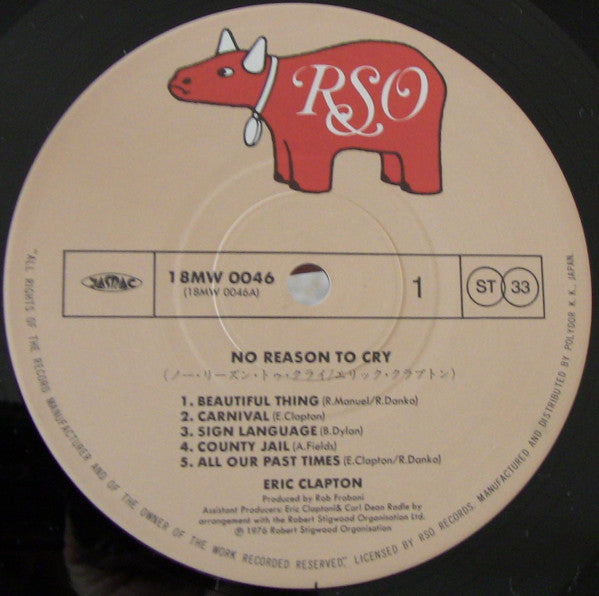 RSO
JASRAC
18MW 0046
(18MW 0046A)
1
ST 33
NO REASON TO CRY
(ノー・リーズン・トゥ・クライ/エリック・クラプトン)
1. BEAUTIFUL THING (R.Manuel/R.Danko)
2. CARNIVAL (E.Clapton)
3. SIGN LANGUAGE (B.Dylan)
4. COUNTY JAIL (A.Fields)
5. ALL OUR PAST TIMES (E.Clapton/R.Danko)
ERIC CLAPTON
Produced by Rob Fraboni
Assistant Producers: Eric Clapton& Carl Dean Radle by
arrangement with the Robert Stigwood Organisation Ltd.
℗ 1976 Robert Stigwood Organisation
"ALL RIGHTS OF THE RECORD MANUFACTURER AND OF THE OWNER OF THE WORK RECORDED RESERVED." LICENSED BY RSO RECORDS. MANUFACTURED AND DISTRIBUTED BY POLYDOR K. K., JAPAN.